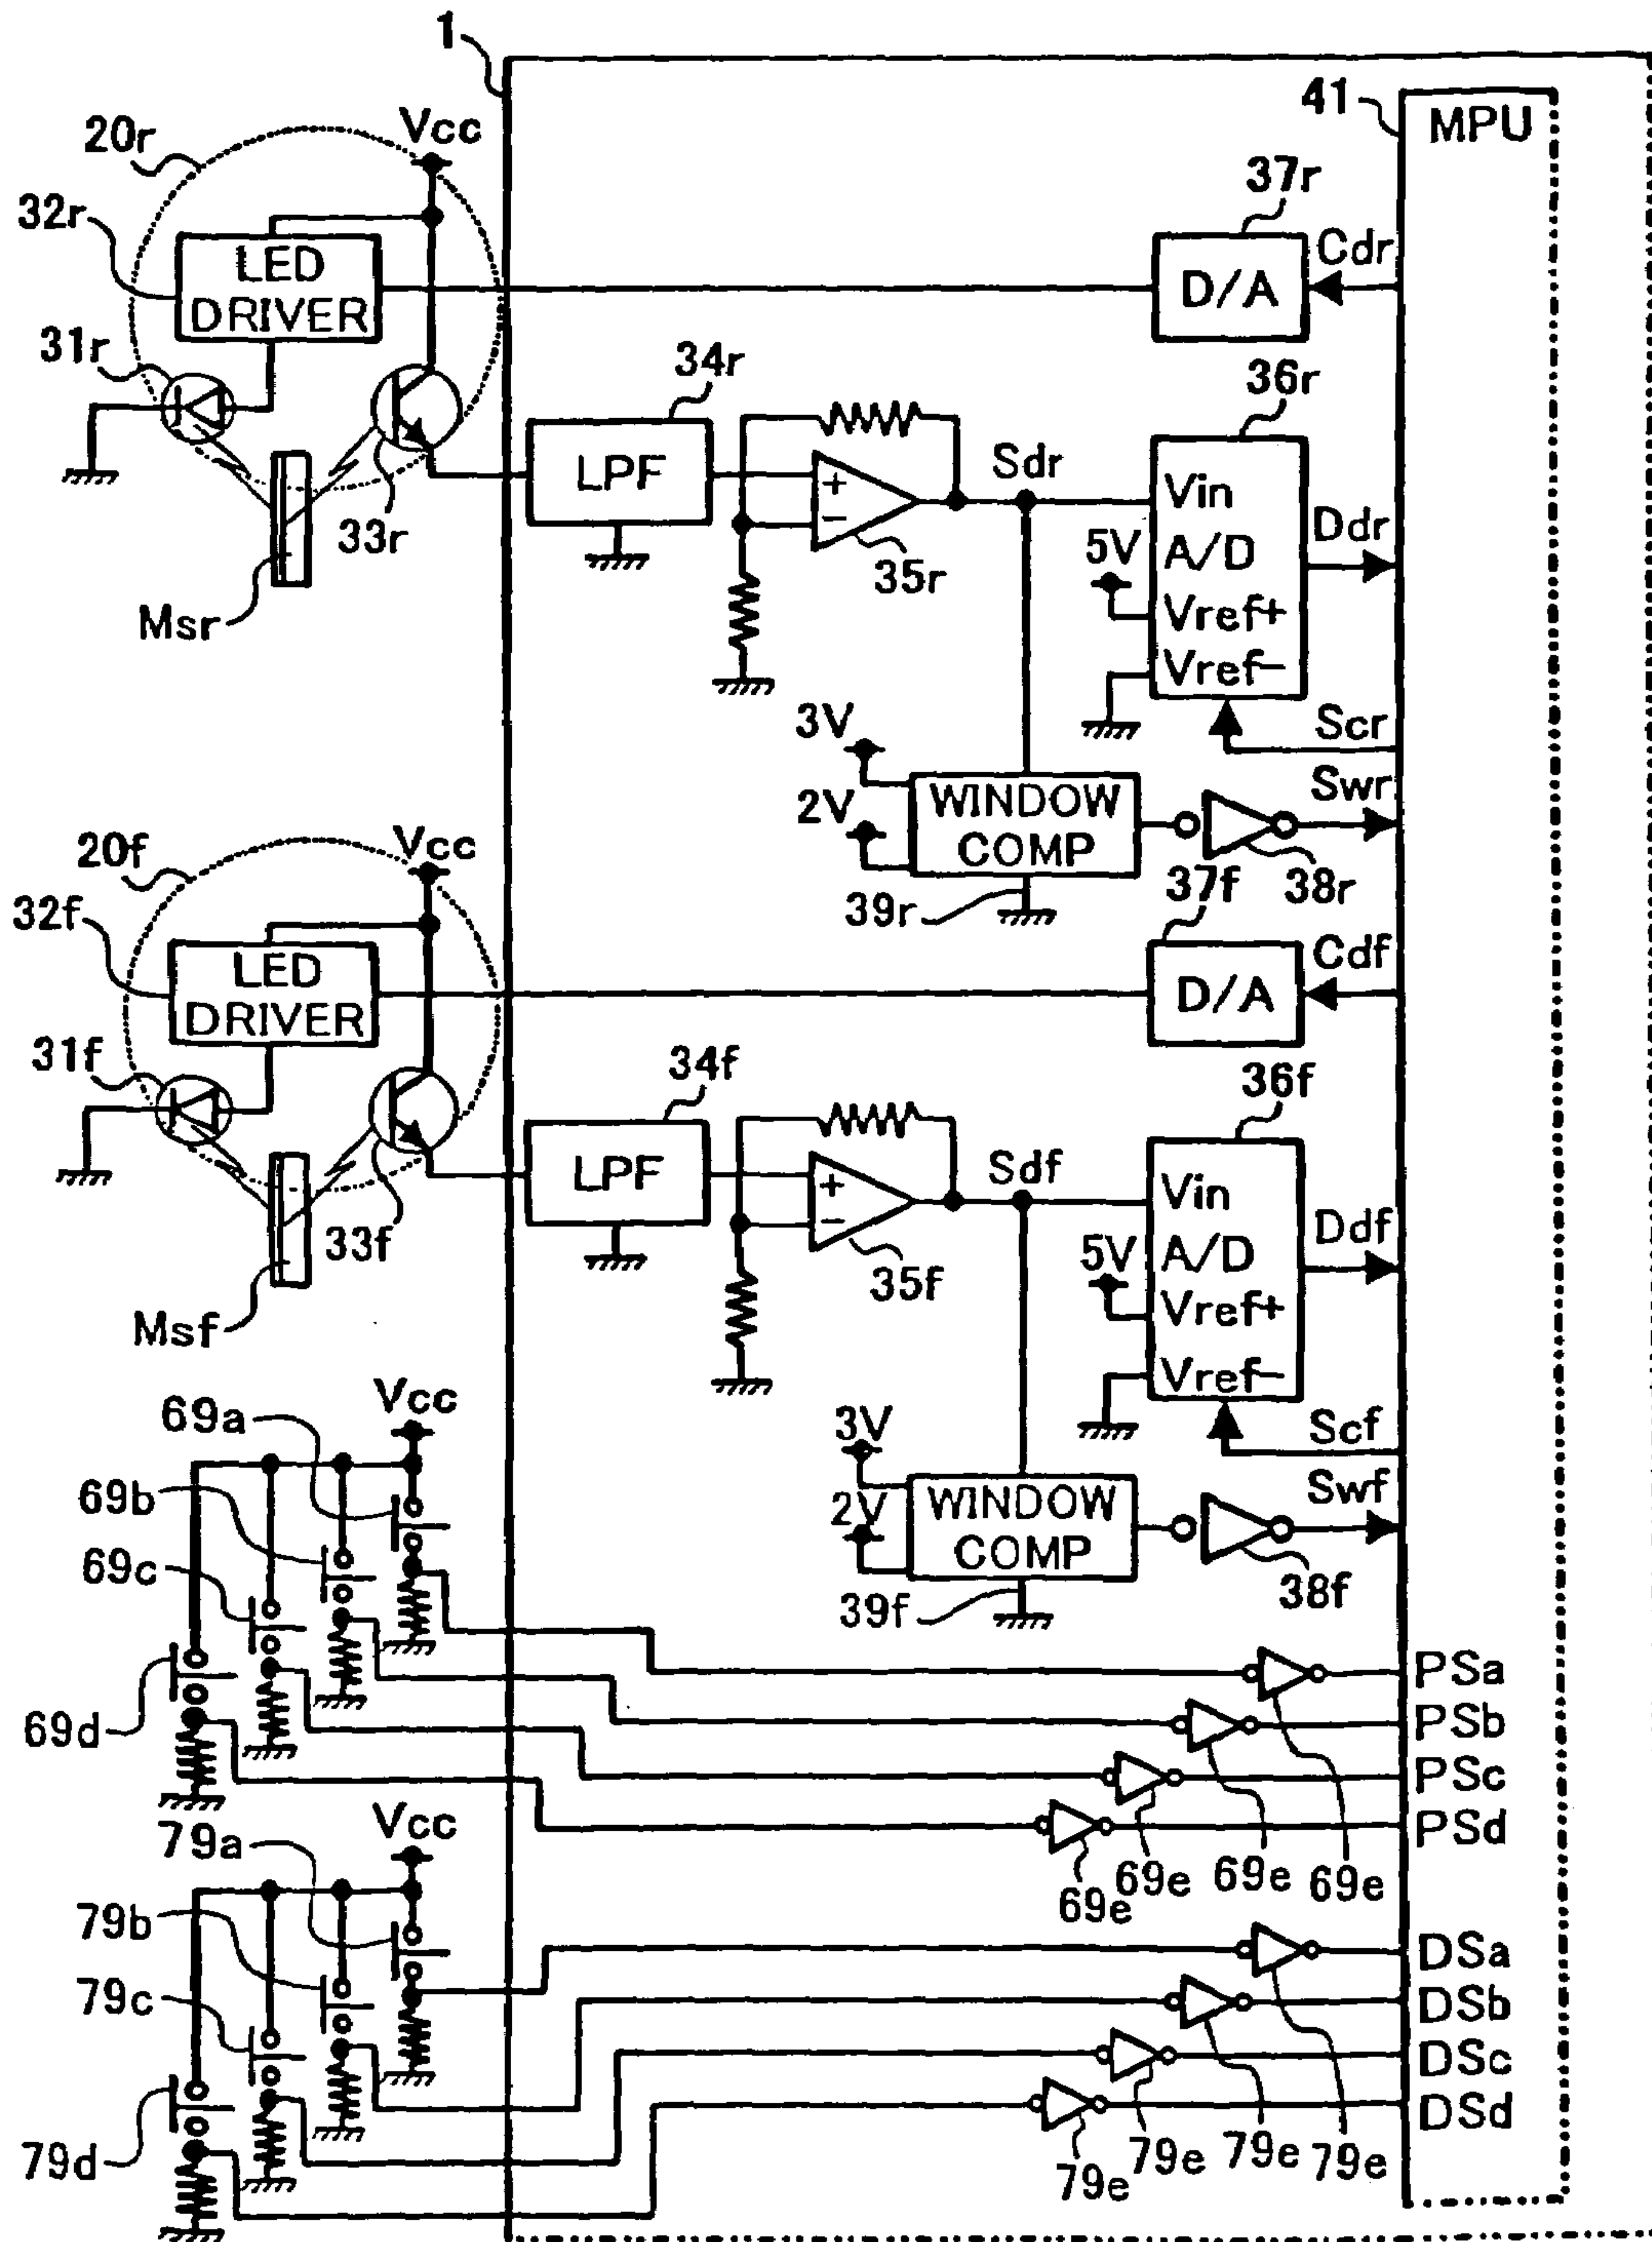 1
41
MPU
20r
Vcc
37r
Cdr
32r
LED
DRIVER
D/A
31r
34r
36r
LPF
+
−
Sdr
Vin
A/D
Vref+
Vref−
5V
Ddr
33r
35r
Msr
3V
2V
Scr
Swr
WINDOW
COMP
39r
38r
20f
Vcc
37f
Cdf
32f
LED
DRIVER
D/A
31f
34f
36f
LPF
+
−
Sdf
Vin
A/D
Vref+
Vref−
5V
Ddf
33f
35f
Msf
3V
2V
Scf
Swf
WINDOW
COMP
39f
38f
Vcc
69a
69b
69c
69d
PSa
PSb
PSc
PSd
69e
69e
69e
69e
Vcc
79a
79b
79c
79d
DSa
DSb
DSc
DSd
79e
79e
79e
79e